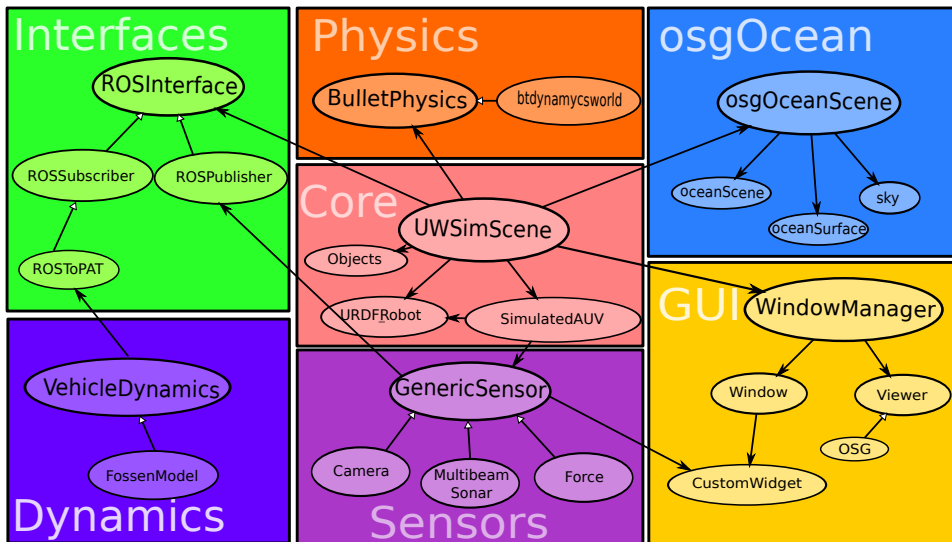 Interfaces
ROSInterface
ROSSubscriber
ROSPublisher
ROSToPAT
Physics
BulletPhysics
btdynamycsworld
osgOcean
osgOceanScene
oceanScene
sky
oceanSurface
Core
UWSimScene
Objects
URDF_Robot
SimulatedAUV
GUI
WindowManager
Window
Viewer
OSG
CustomWidget
VehicleDynamics
FossenModel
Dynamics
GenericSensor
Camera
Multibeam
Sonar
Force
Sensors